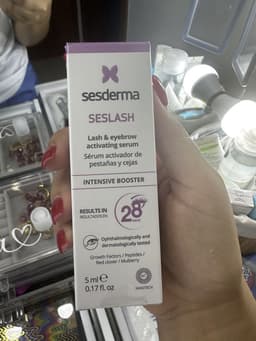 sesderma
SESLASH
Lash & eyebrow
activating serum
Sérum activador de
pestañas y cejas
INTENSIVE BOOSTER
RESULTS IN
28
Ophthalmologically and
dermatologically tested
Growth Factors / Peptides /
Red clover / Mulberry
5 ml e
0.17 fl. oz
NANOTECH